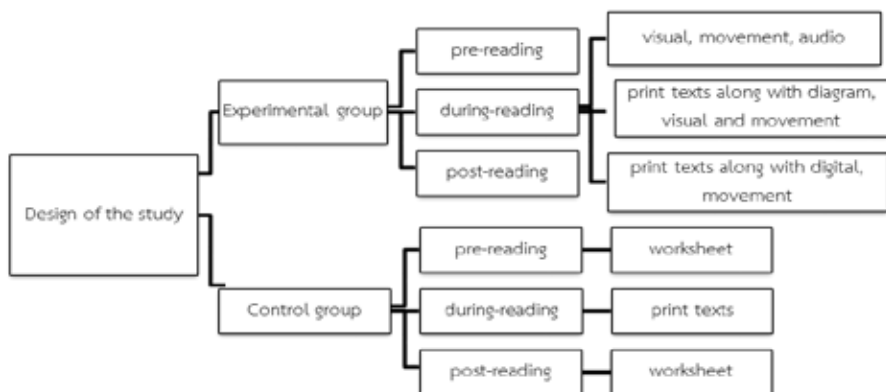 Design of the study
Experimental group
pre-reading
during-reading
post-reading
visual, movement, audio
print texts along with diagram,
visual and movement
print texts along with digital,
movement
Control group
pre-reading
worksheet
during-reading
print texts
post-reading
worksheet